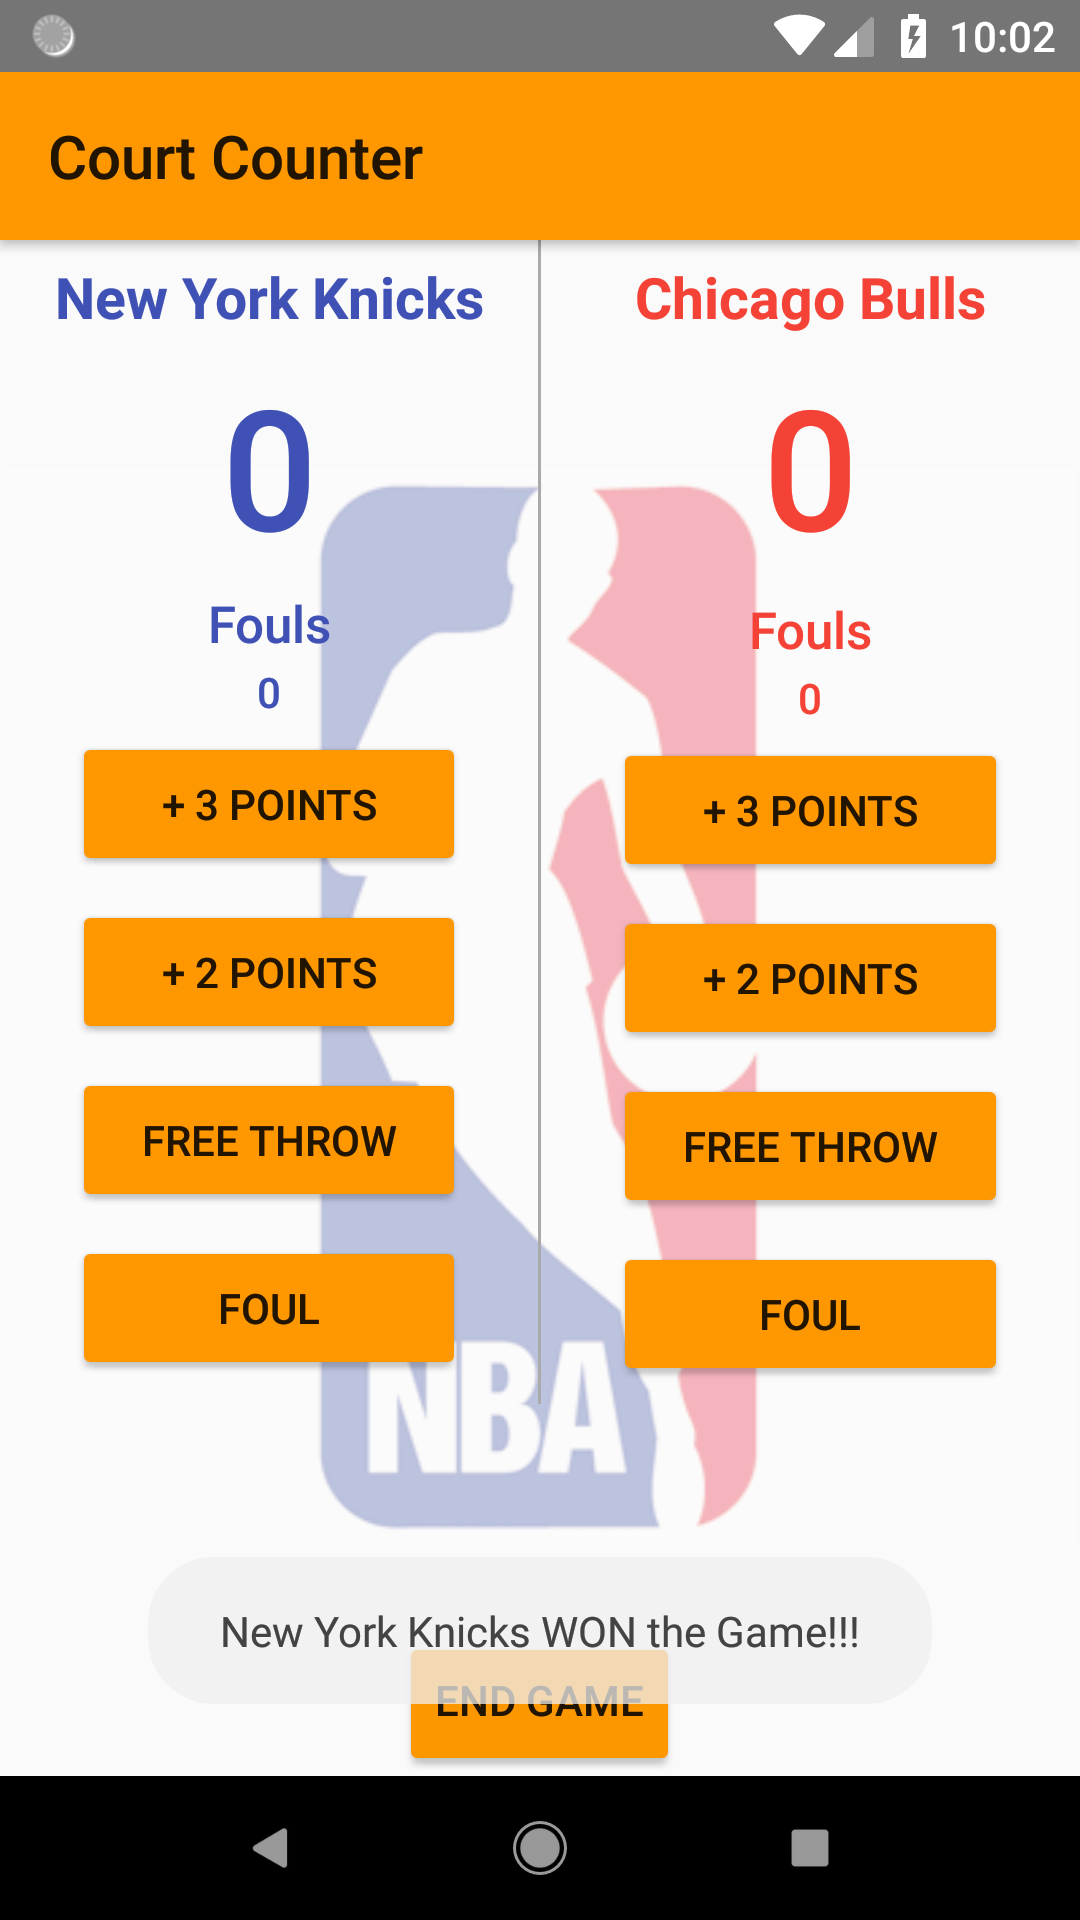 10:02
Court Counter
New York Knicks
0
Fouls
0
+ 3 POINTS
+ 2 POINTS
FREE THROW
FOUL
Chicago Bulls
0
Fouls
0
+ 3 POINTS
+ 2 POINTS
FREE THROW
FOUL
NBA
New York Knicks WON the Game!!!
END GAME